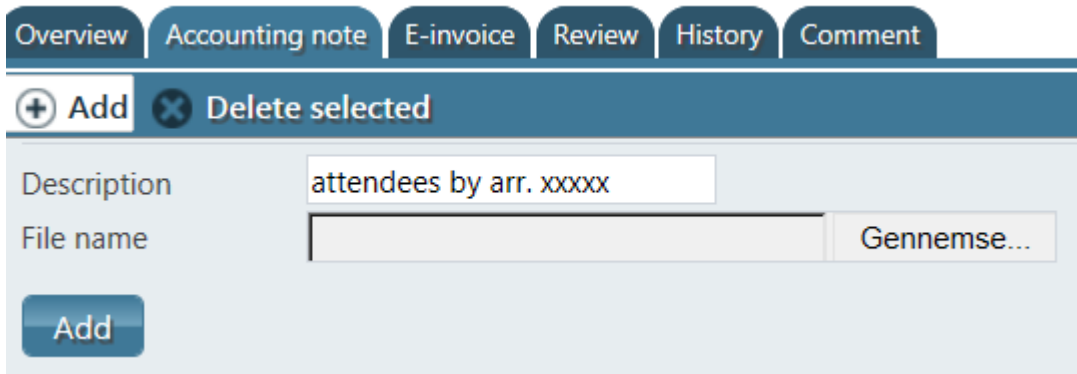 Overview Accounting note E-invoice Review History Comment
Add Delete selected
Description attendees by arr. xxxxx
File name Gennemse...
Add